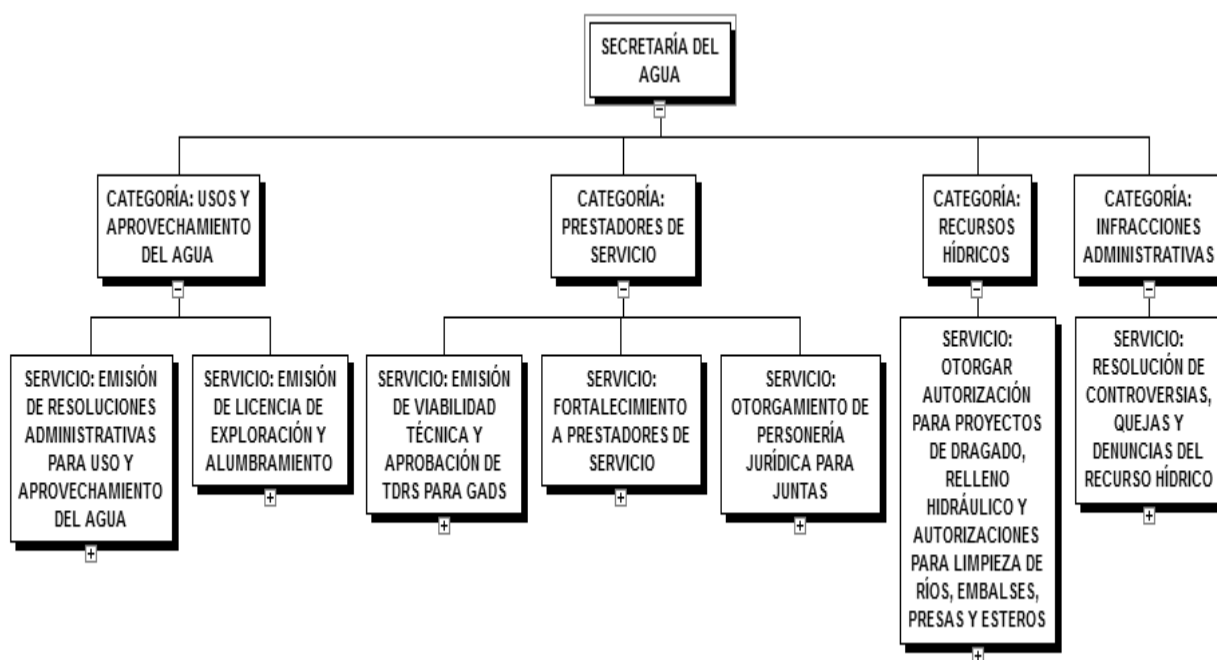 SECRETARÍA DEL
AGUA
CATEGORÍA: USOS Y
APROVECHAMIENTO
DEL AGUA
CATEGORÍA:
PRESTADORES DE
SERVICIO
CATEGORÍA:
RECURSOS
HÍDRICOS
CATEGORÍA:
INFRACCIONES
ADMINISTRATIVAS
SERVICIO: EMISIÓN
DE RESOLUCIONES
ADMINISTRATIVAS
PARA USO Y
APROVECHAMIENTO
DEL AGUA
SERVICIO: EMISIÓN
DE LICENCIA DE
EXPLORACIÓN Y
ALUMBRAMIENTO
SERVICIO: EMISIÓN
DE VIABILIDAD
TÉCNICA Y
APROBACIÓN DE
TDRS PARA GADS
SERVICIO:
FORTALECIMIENTO
A PRESTADORES DE
SERVICIO
SERVICIO:
OTORGAMIENTO DE
PERSONERÍA
JURÍDICA PARA
JUNTAS
SERVICIO:
OTORGAR
AUTORIZACIÓN
PARA PROYECTOS
DE DRAGADO,
RELLENO
HIDRÁULICO Y
AUTORIZACIONES
PARA LIMPIEZA DE
RÍOS, EMBALSES,
PRESAS Y ESTEROS
SERVICIO:
RESOLUCIÓN DE
CONTROVERSIAS,
QUEJAS Y
DENUNCIAS DEL
RECURSO HÍDRICO